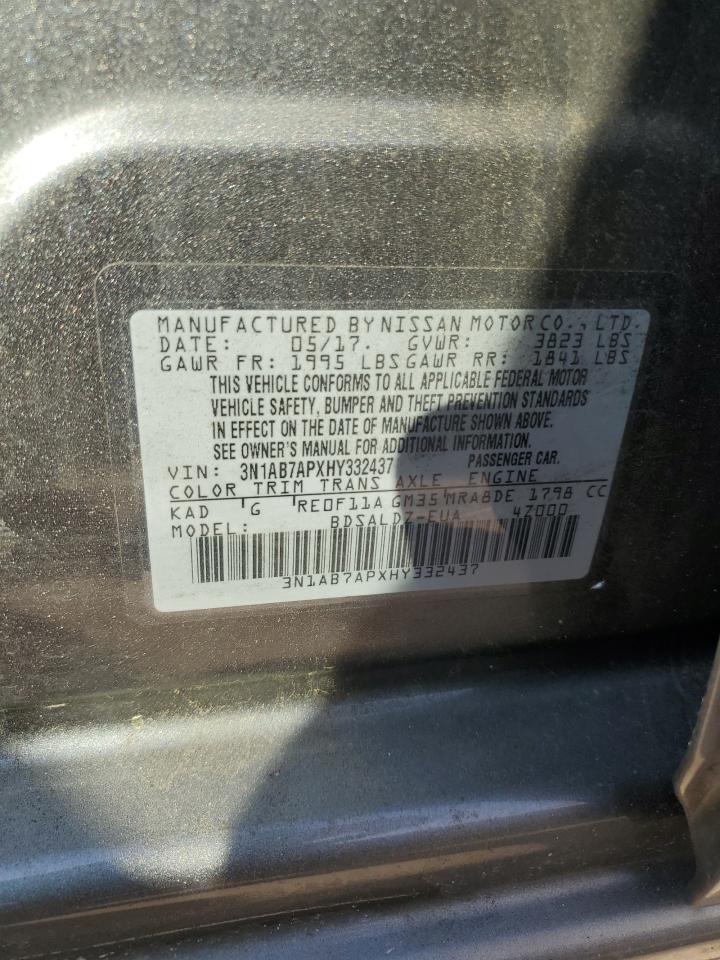 MANUFACTURED BY NISSAN MOTOR CO., LTD.
DATE: 05/17. GVWR: 3823 LBS
GAWR FR: 1995 LBS GAWR RR: 1841 LBS
THIS VEHICLE CONFORMS TO ALL APPLICABLE FEDERAL MOTOR
VEHICLE SAFETY, BUMPER AND THEFT PREVENTION STANDARDS
IN EFFECT ON THE DATE OF MANUFACTURE SHOWN ABOVE.
SEE OWNER'S MANUAL FOR ADDITIONAL INFORMATION.
VIN: 3N1AB7APXHY332437 PASSENGER CAR.
COLOR TRIM TRANS AXLE ENGINE
KAD G RE0F11A GM35 MRA8DE 1798 CC
MODEL: BDSALDZ-EUA 4Z000
3N1AB7APXHY332437